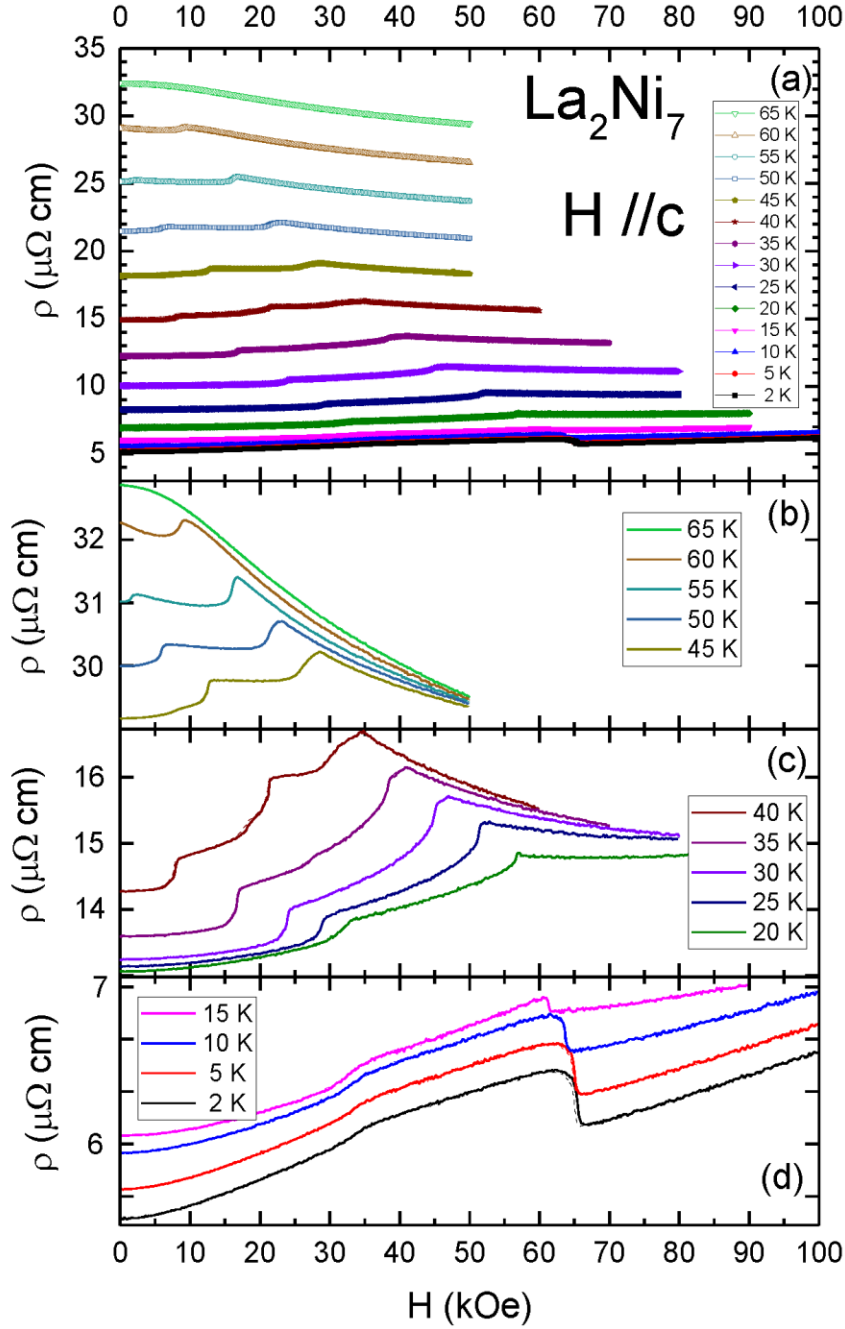 0 10 20 30 40 50 60 70 80 90 100
35
30
25
20
15
10
5
ρ (μΩ cm)
(a)
La2Ni7
H //c
65 K
60 K
55 K
50 K
45 K
40 K
35 K
30 K
25 K
20 K
15 K
10 K
5 K
2 K
(b)
32
31
30
ρ (μΩ cm)
65 K
60 K
55 K
50 K
45 K
(c)
16
15
14
ρ (μΩ cm)
40 K
35 K
30 K
25 K
20 K
7
6
ρ (μΩ cm)
15 K
10 K
5 K
2 K
(d)
0 10 20 30 40 50 60 70 80 90 100
H (kOe)